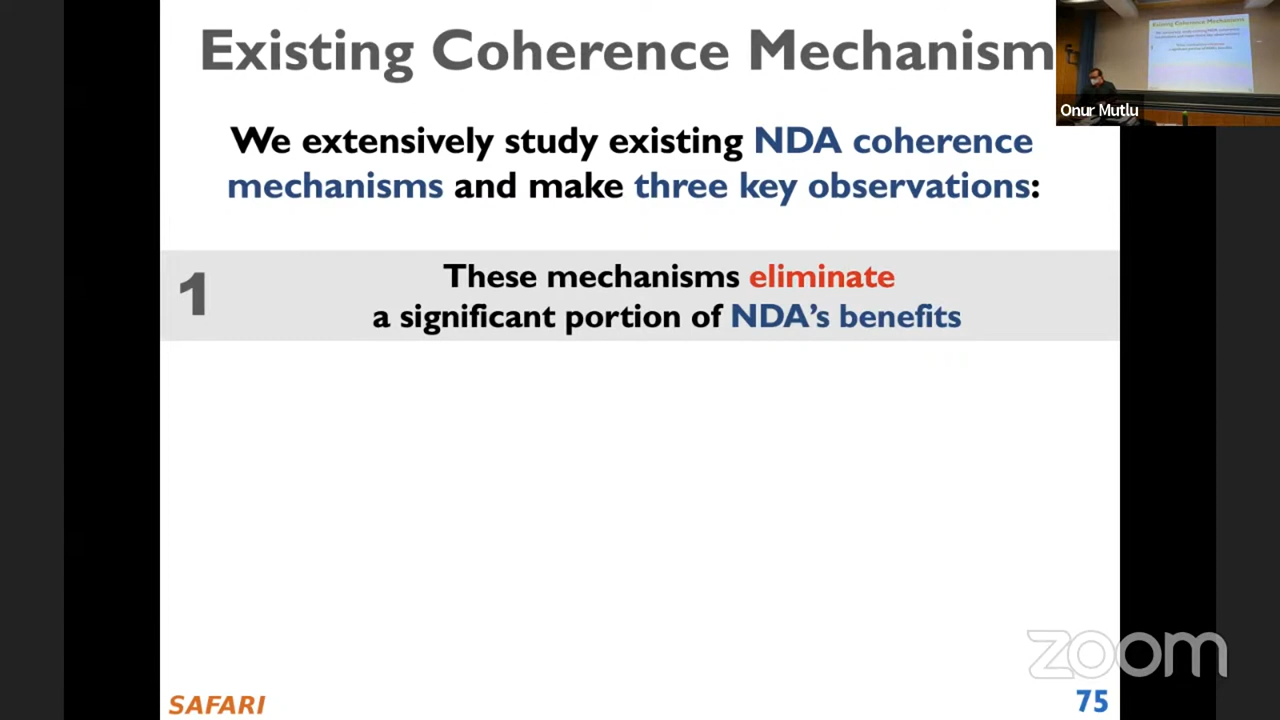 Existing Coherence Mechanism
Onur Mutlu
We extensively study existing NDA coherence
mechanisms and make three key observations:
1
These mechanisms eliminate
a significant portion of NDA's benefits
zoom
SAFARI
75